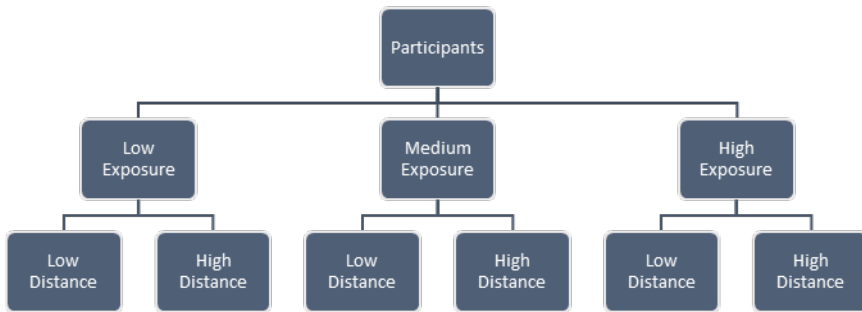 Participants
Low
Exposure
Medium
Exposure
High
Exposure
Low
Distance
High
Distance
Low
Distance
High
Distance
Low
Distance
High
Distance